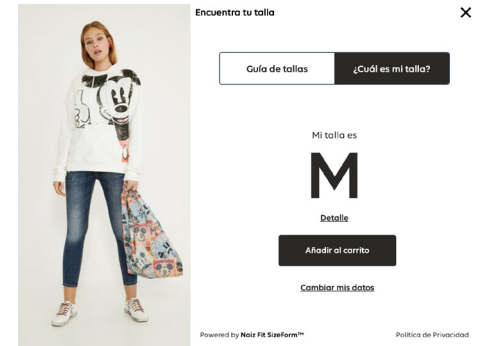 Encuentra tu talla
Guía de tallas
¿Cuál es mi talla?
Mi talla es
M
Detalle
Añadir al carrito
Cambiar mis datos
Powered by Noiz Fit SizeForm™
Política de Privacidad